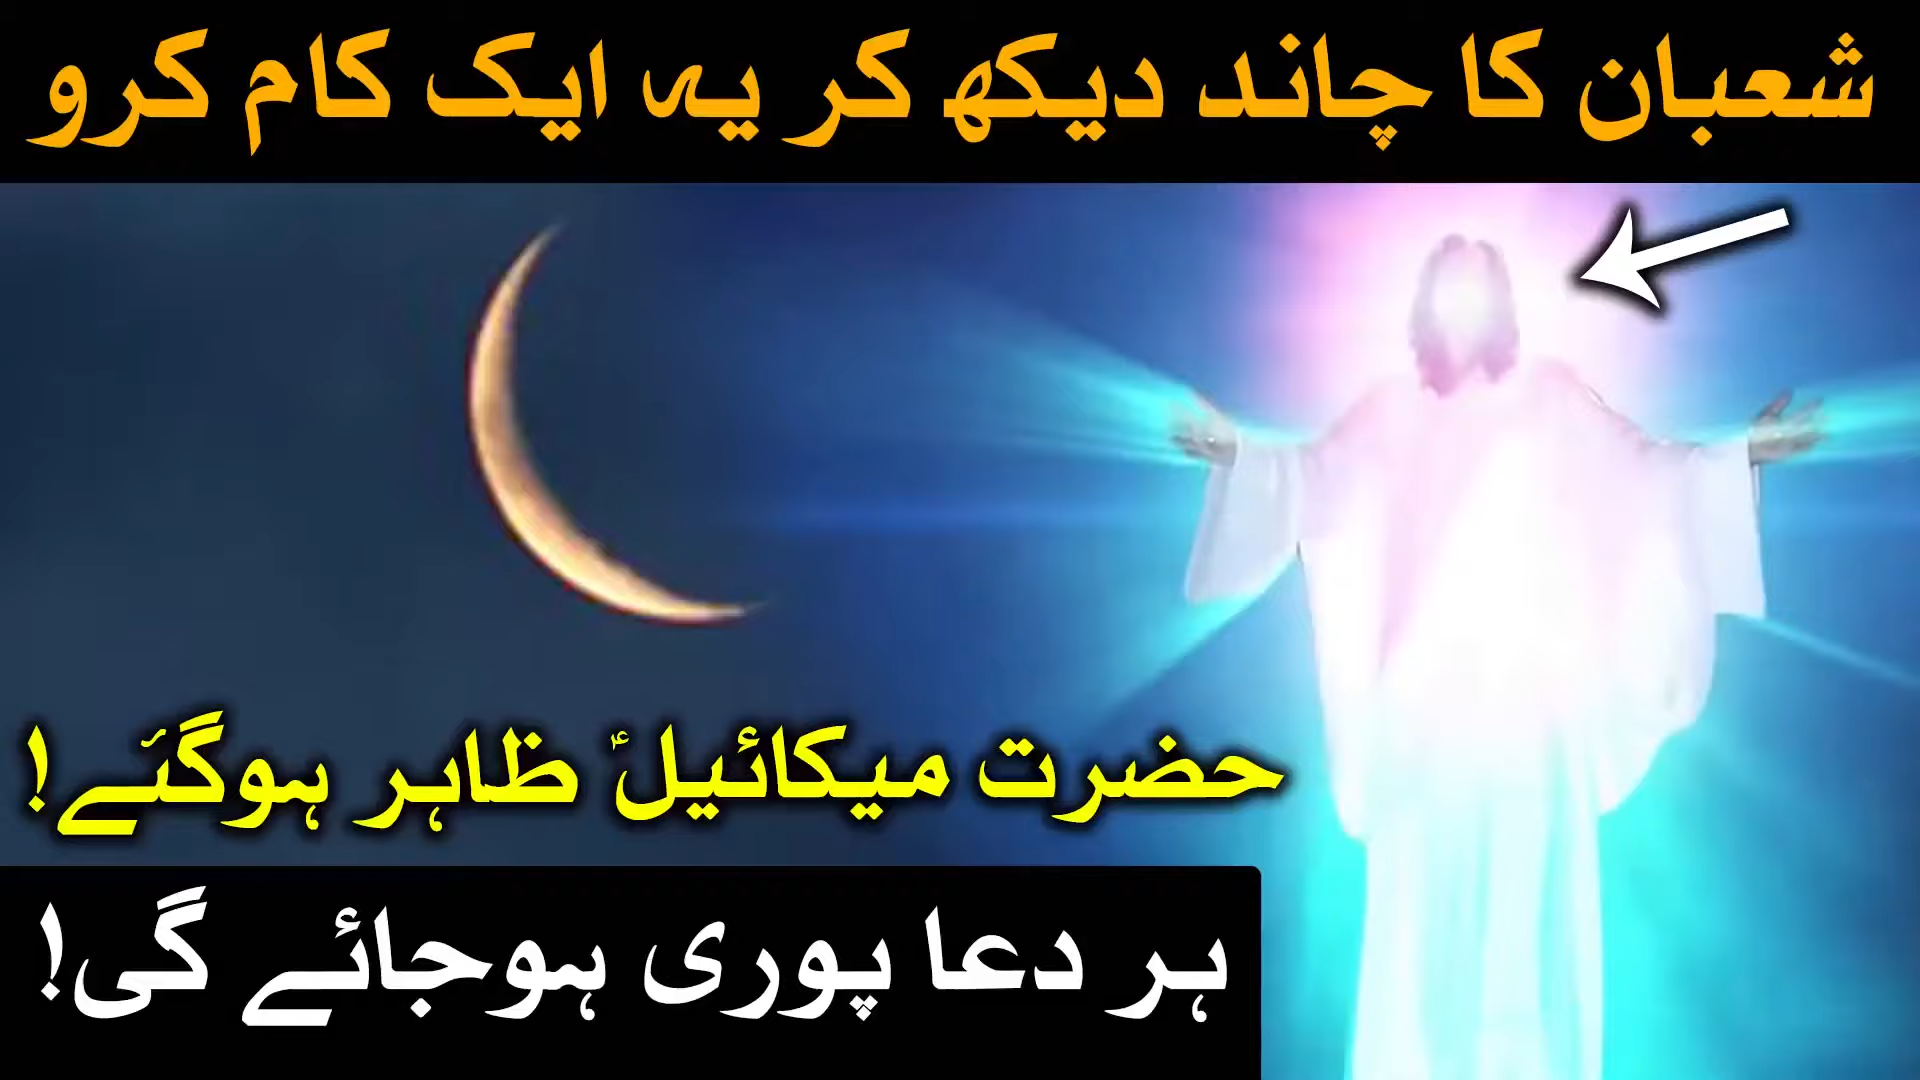 شعبان کا چاند دیکھ کر یہ ایک کام کرو
حضرت میکائیلؑ ظاہر ہوگئے!
ہر دعا پوری ہوجائے گی!